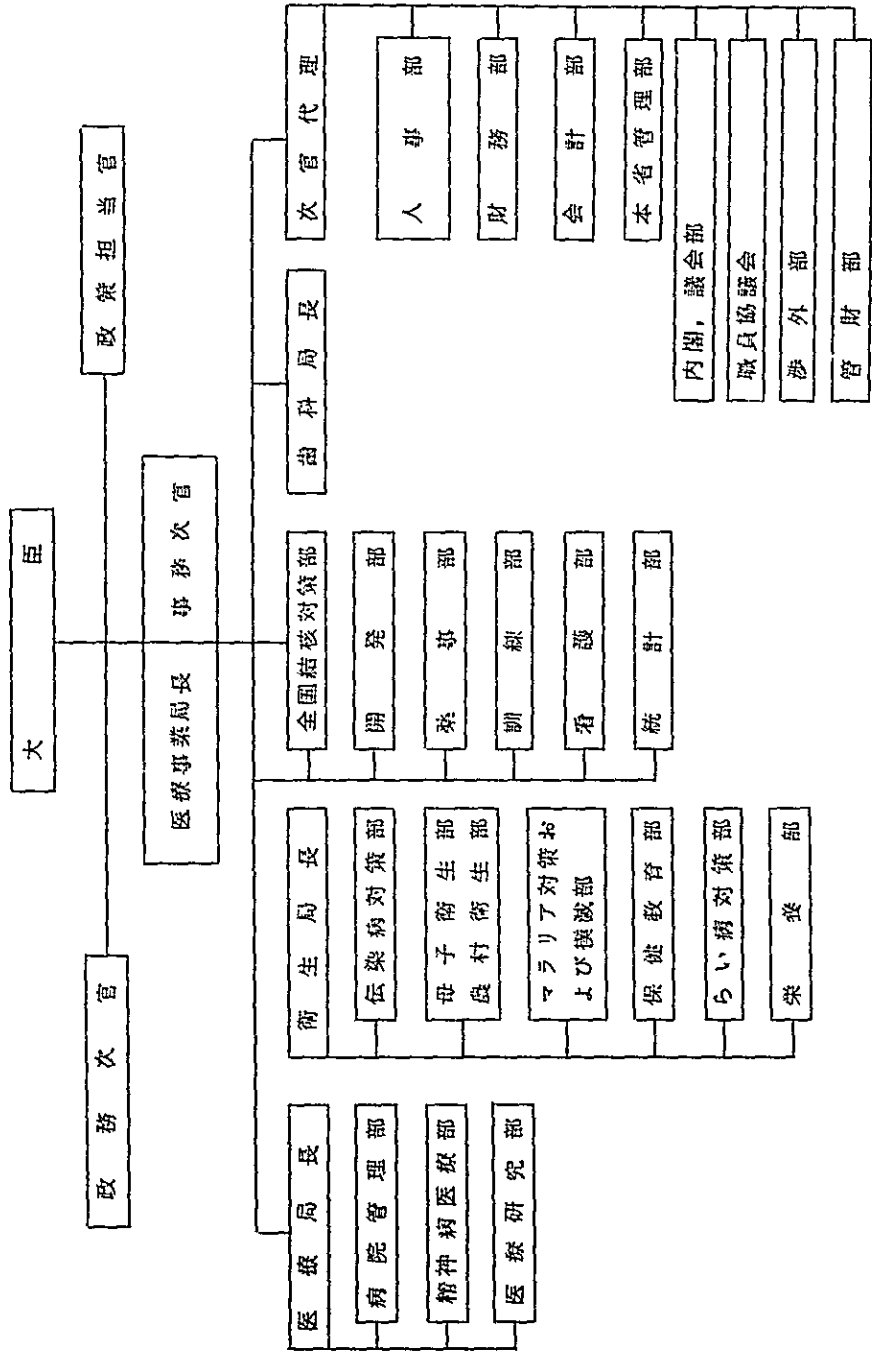 大臣
政務次官
政策担当官
医療事業局長 事務次官
医療局長
病院管理部
精神病医療部
医療研究部
衛生局長
伝染病対策部
母子衛生部
農村衛生部
マラリア対策お
よび撲滅部
保健教育部
らい病対策部
栄養部
全国結核対策部
開発部
薬事部
訓練部
看護部
統計部
歯科局長
次官代理
人事部
財務部
会計部
本省管理部
内閣,議会部
職員協議会
渉外部
管財部